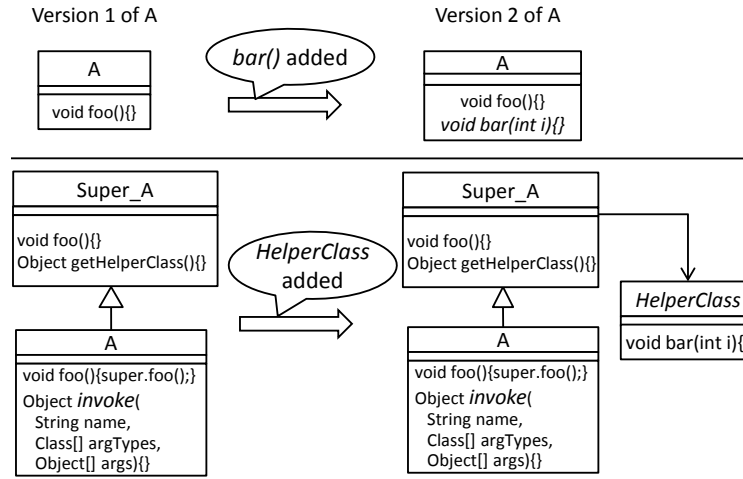 Version 1 of A
Version 2 of A
A
void foo(){}
bar() added
A
void foo(){}
void bar(int i){}
Super_A
void foo(){}
Object getHelperClass(){}
A
void foo(){super.foo();}
Object invoke(
String name,
Class[] argTypes,
Object[] args){}
HelperClass
added
Super_A
void foo(){}
Object getHelperClass(){}
A
void foo(){super.foo();}
Object invoke(
String name,
Class[] argTypes,
Object[] args){}
HelperClass
void bar(int i){